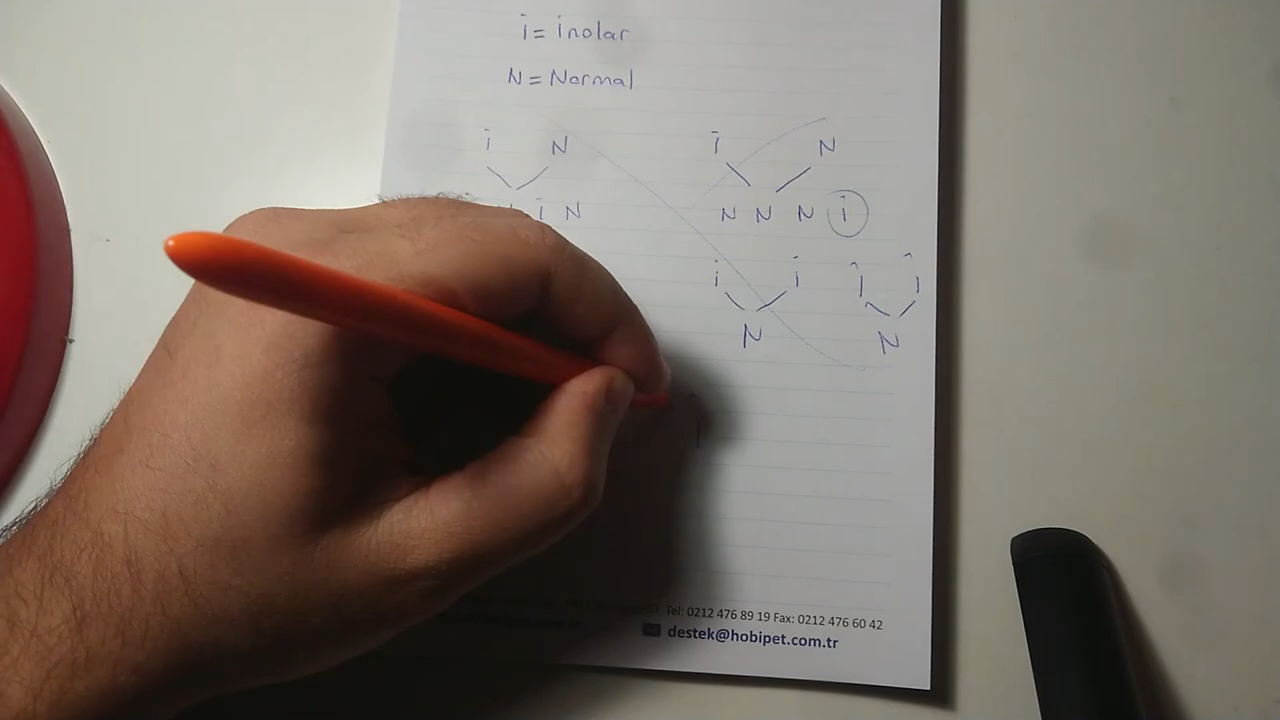 i = inolar
N = Normal
i N i N
i N N N N i
i i i i
N N
Tel: 0212 476 89 19 Fax: 0212 476 60 42
destek@hobipet.com.tr